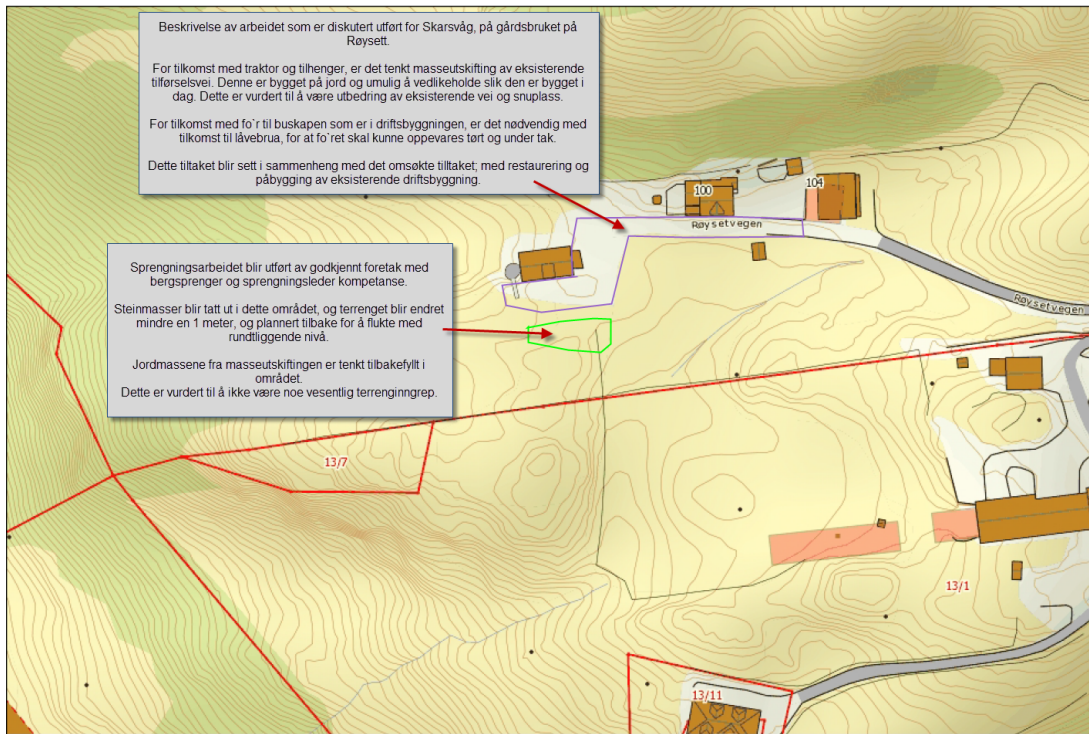 Beskrivelse av arbeidet som er diskutert utført for Skarsvåg, på gårdsbruket på
Røysett.
For tilkomst med traktor og tilhenger, er det tenkt masseutskifting av eksisterende
tilførselsvei. Denne er bygget på jord og umulig å vedlikeholde slik den er bygget i
dag. Dette er vurdert til å være utbedring av eksisterende vei og snuplass.
For tilkomst med fo`r til buskapen som er i driftsbyggningen, er det nødvendig med
tilkomst til låvebrua, for at fo`ret skal kunne oppevares tørt og under tak.
Dette tiltaket blir sett i sammenheng med det omsøkte tiltaket; med restaurering og
påbygging av eksisterende driftsbyggning.
100
104
Røysetvegen
Røysetvegen
Sprengningsarbeidet blir utført av godkjennt foretak med
bergsprenger og sprengningsleder kompetanse.
Steinmasser blir tatt ut i dette området, og terrenget blir endret
mindre en 1 meter, og plannert tilbake for å flukte med
rundtliggende nivå.
Jordmassene fra masseutskiftingen er tenkt tilbakefyllt i
området.
Dette er vurdert til å ikke være noe vesentlig terrenginngrep.
13/7
13/1
13/11